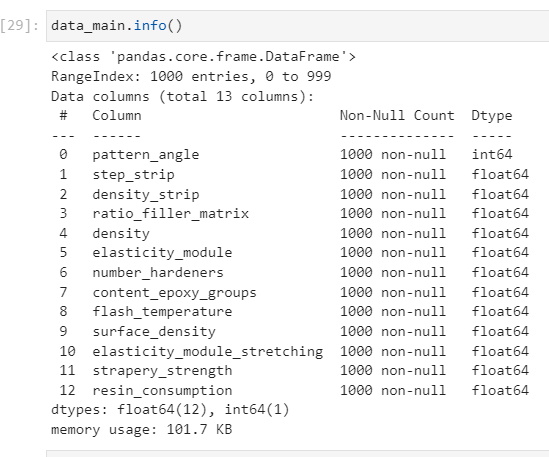 [29]: data_main.info()
<class 'pandas.core.frame.DataFrame'>
RangeIndex: 1000 entries, 0 to 999
Data columns (total 13 columns):
 #   Column                        Non-Null Count  Dtype
---  ------                        --------------  -----
 0   pattern_angle                 1000 non-null   int64
 1   step_strip                    1000 non-null   float64
 2   density_strip                 1000 non-null   float64
 3   ratio_filler_matrix           1000 non-null   float64
 4   density                       1000 non-null   float64
 5   elasticity_module             1000 non-null   float64
 6   number_hardeners              1000 non-null   float64
 7   content_epoxy_groups          1000 non-null   float64
 8   flash_temperature             1000 non-null   float64
 9   surface_density               1000 non-null   float64
 10  elasticity_module_stretching  1000 non-null   float64
 11  strapery_strength             1000 non-null   float64
 12  resin_consumption             1000 non-null   float64
dtypes: float64(12), int64(1)
memory usage: 101.7 KB